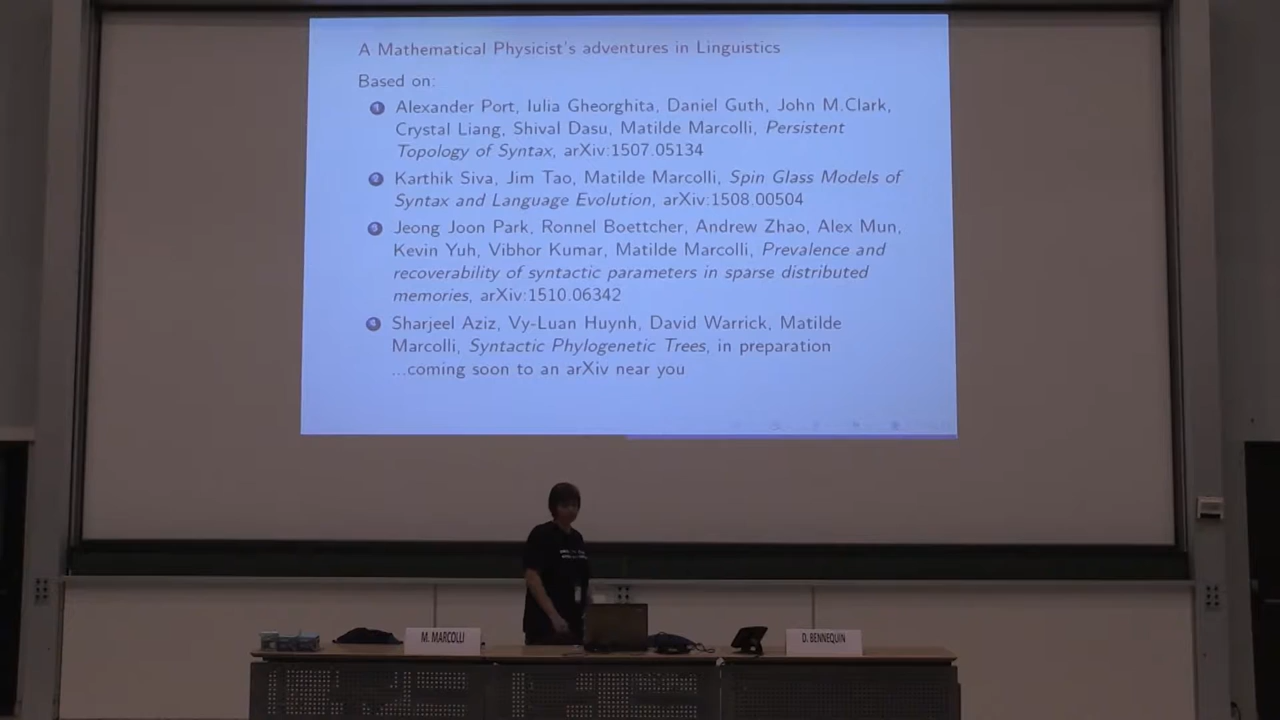 A Mathematical Physicist's adventures in Linguistics
Based on:
1 Alexander Port, Iulia Gheorghita, Daniel Guth, John M.Clark,
Crystal Liang, Shival Dasu, Matilde Marcolli, Persistent
Topology of Syntax, arXiv:1507.05134
2 Karthik Siva, Jim Tao, Matilde Marcolli, Spin Glass Models of
Syntax and Language Evolution, arXiv:1508.00504
3 Jeong Joon Park, Ronnel Boettcher, Andrew Zhao, Alex Mun,
Kevin Yuh, Vibhor Kumar, Matilde Marcolli, Prevalence and
recoverability of syntactic parameters in sparse distributed
memories, arXiv:1510.06342
4 Sharjeel Aziz, Vy-Luan Huynh, David Warrick, Matilde
Marcolli, Syntactic Phylogenetic Trees, in preparation
...coming soon to an arXiv near you
M. MARCOLLI
D. BENNEQUIN